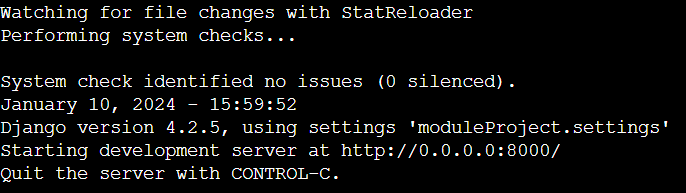 Watching for file changes with StatReloader
Performing system checks...
System check identified no issues (0 silenced).
January 10, 2024 - 15:59:52
Django version 4.2.5, using settings 'moduleProject.settings'
Starting development server at http://0.0.0.0:8000/
Quit the server with CONTROL-C.